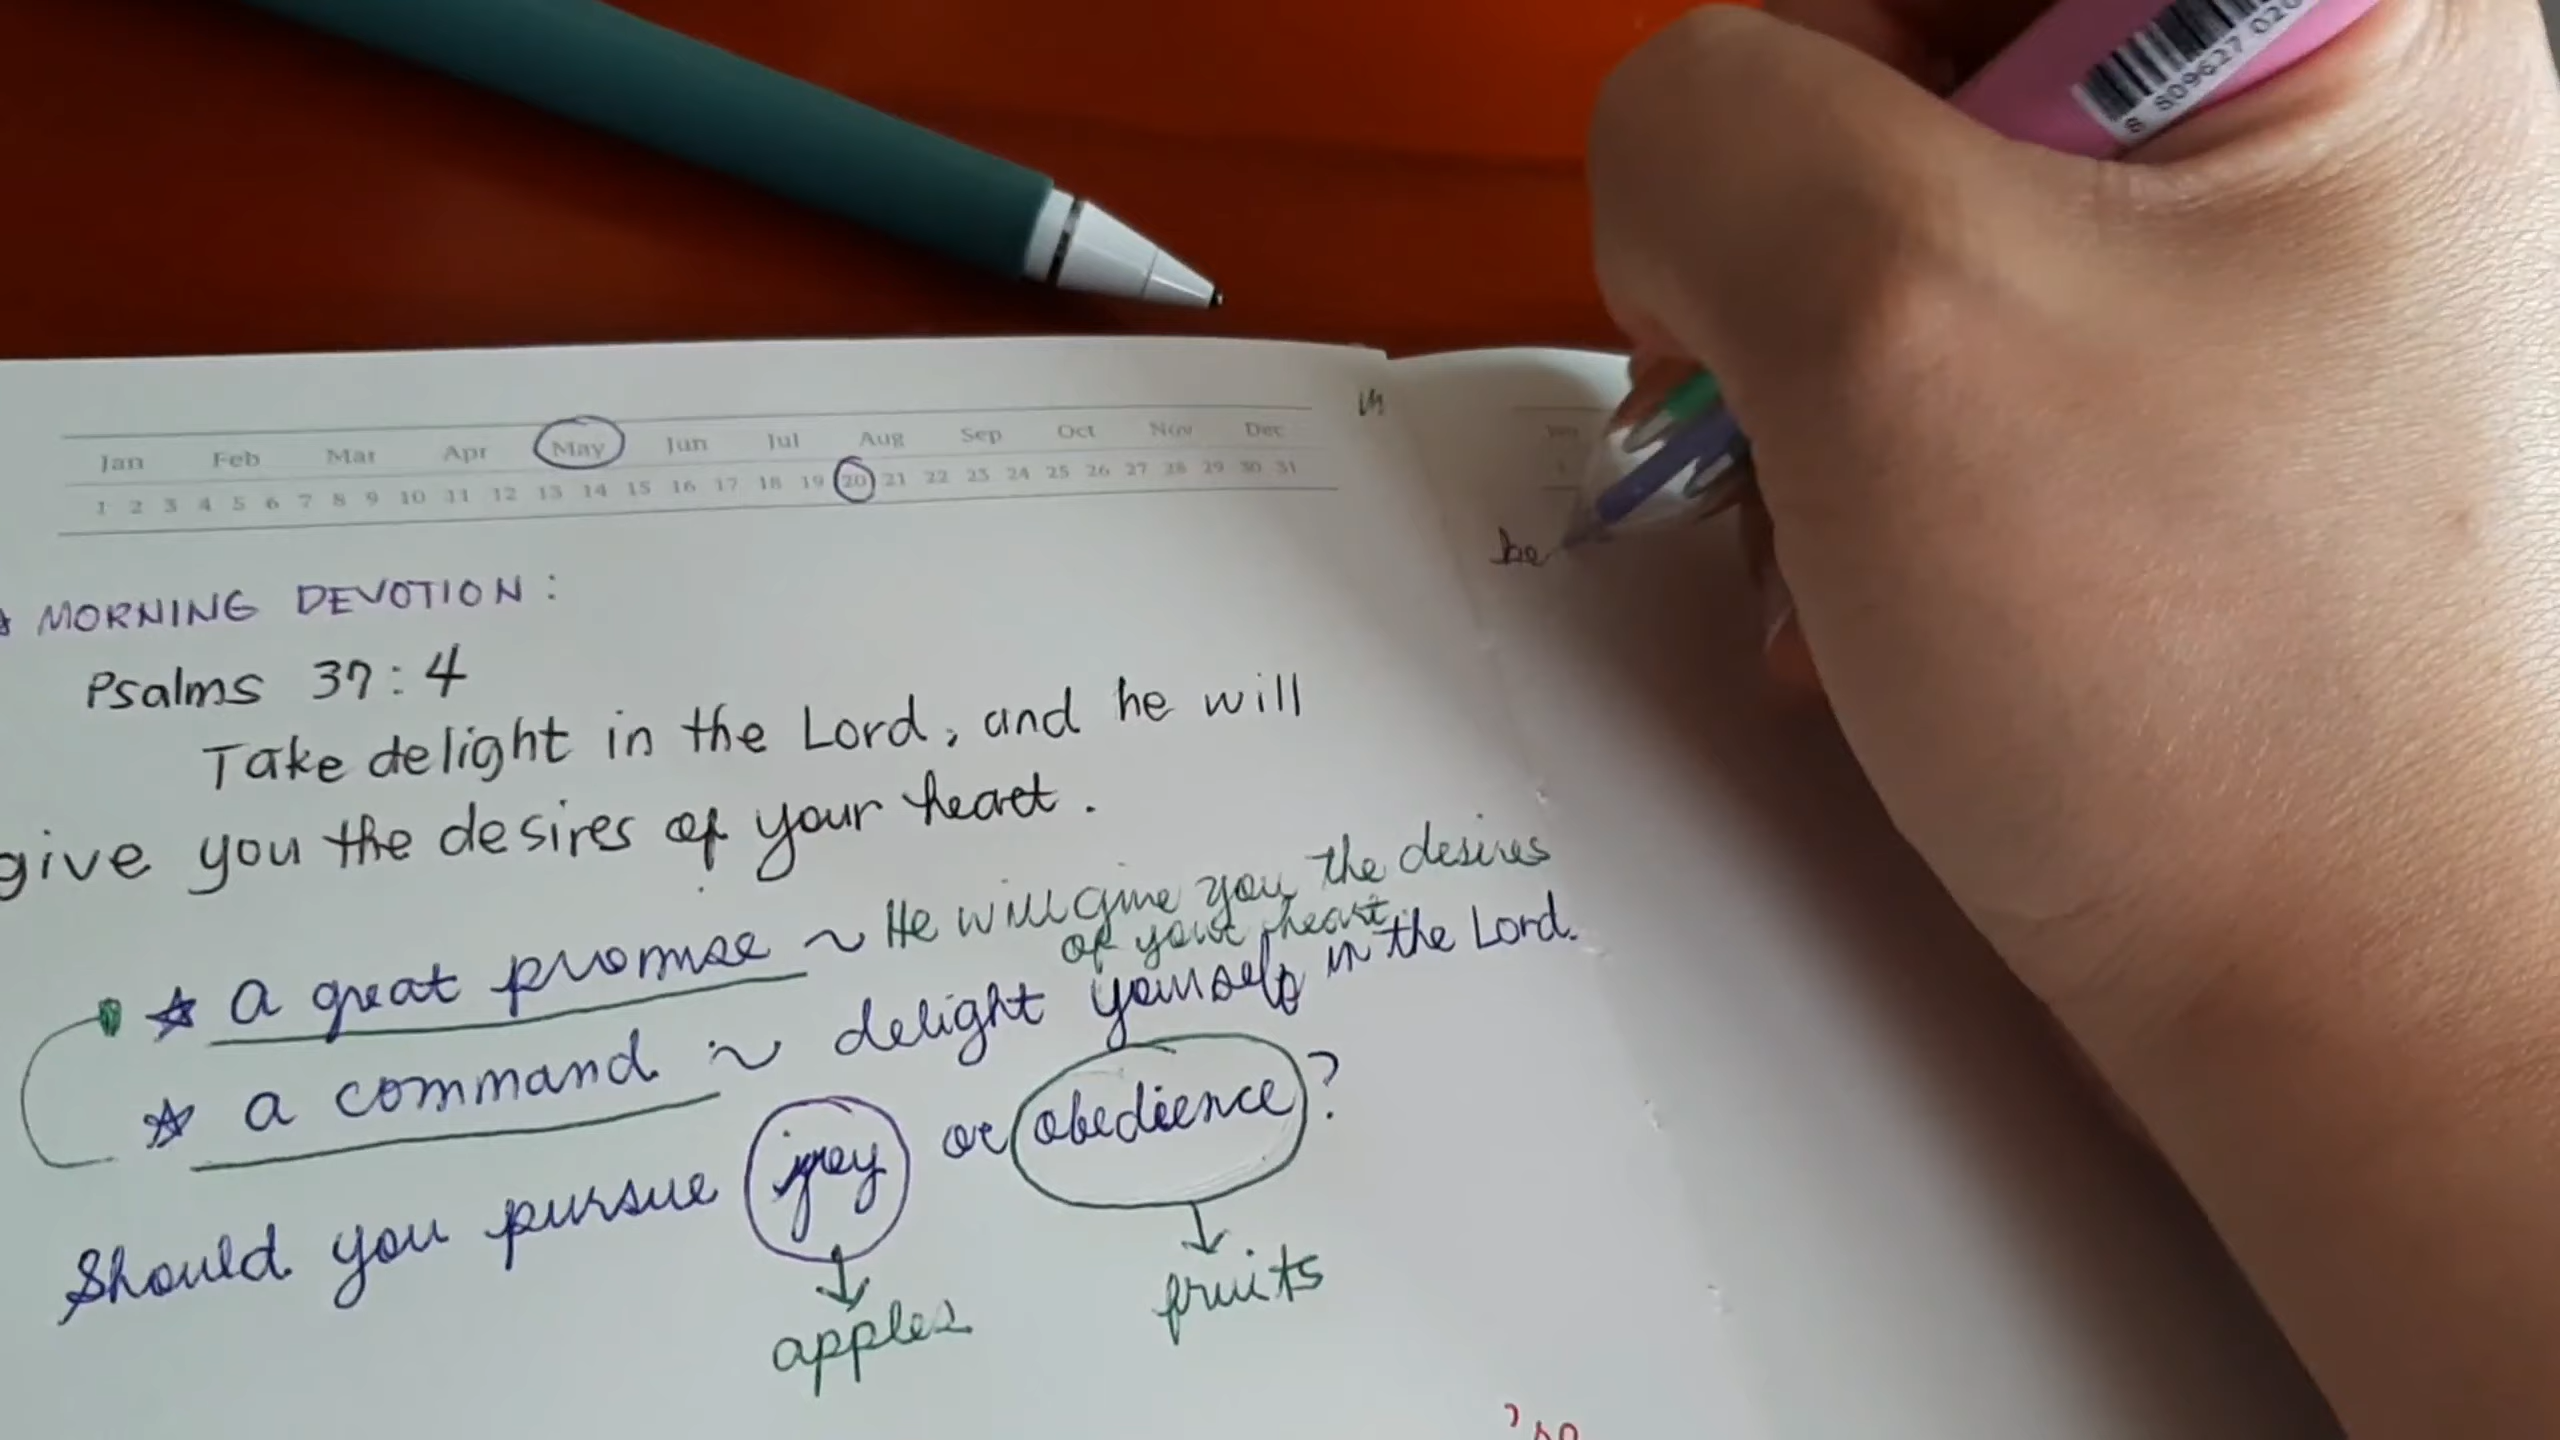 8 809627 020
Jan Feb Mar Apr May Jun Jul Aug Sep Oct Nov Dec
1 2 3 4 5 6 7 8 9 10 11 12 13 14 15 16 17 18 19 20 21 22 23 24 25 26 27 28 29 30 31
MORNING DEVOTION:
Psalms 37:4
Take delight in the Lord, and he will
give you the desires of your heart.
a great promise ~ He will give you the desires
of your heart.
a command ~ delight yourself in the Lord.
Should you pursue joy or obedience?
apples fruits